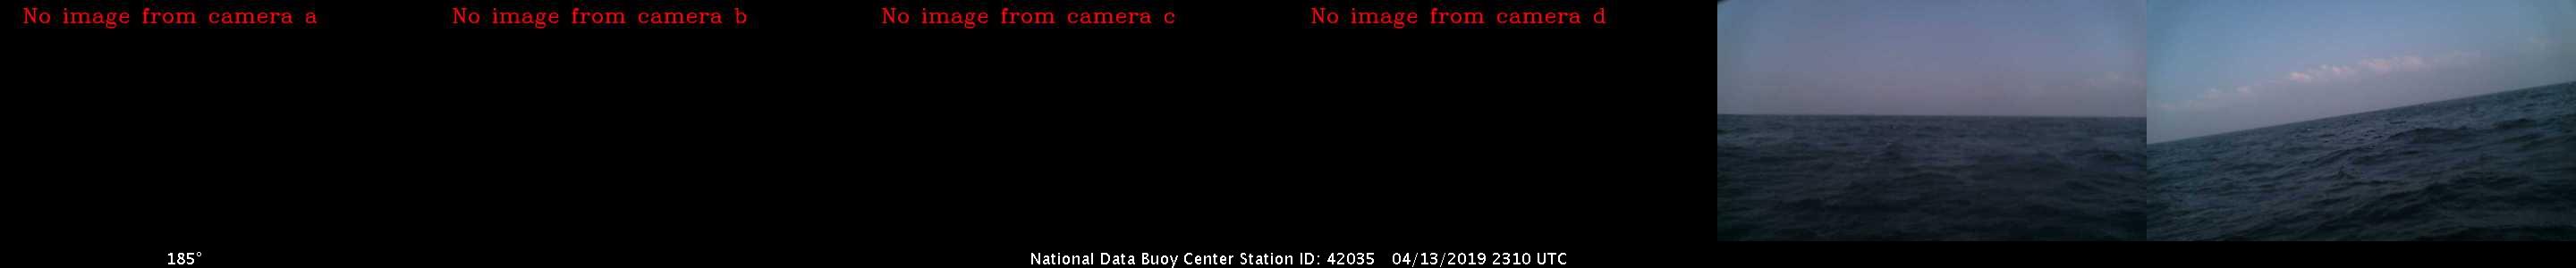 No image from camera a
No image from camera b
No image from camera c
No image from camera d
185°
National Data Buoy Center Station ID: 42035 04/13/2019 2310 UTC